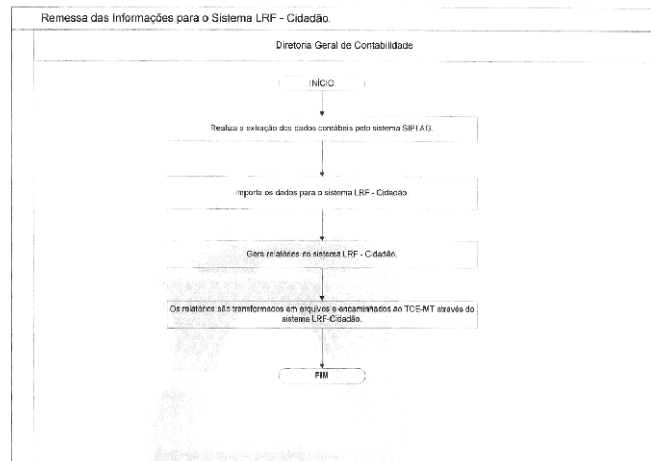 Remessa das Informações para o Sistema LRF - Cidadão.
Diretoria Geral de Contabilidade
INÍCIO
Realiza a extração dos dados contábeis pelo sistema SIPLAG.
Importa os dados para o sistema LRF - Cidadão.
Gera relatórios no sistema LRF - Cidadão.
Os relatórios são transformados em arquivos e encaminhados ao TCE-MT através do
sistema LRF-Cidadão.
FIM